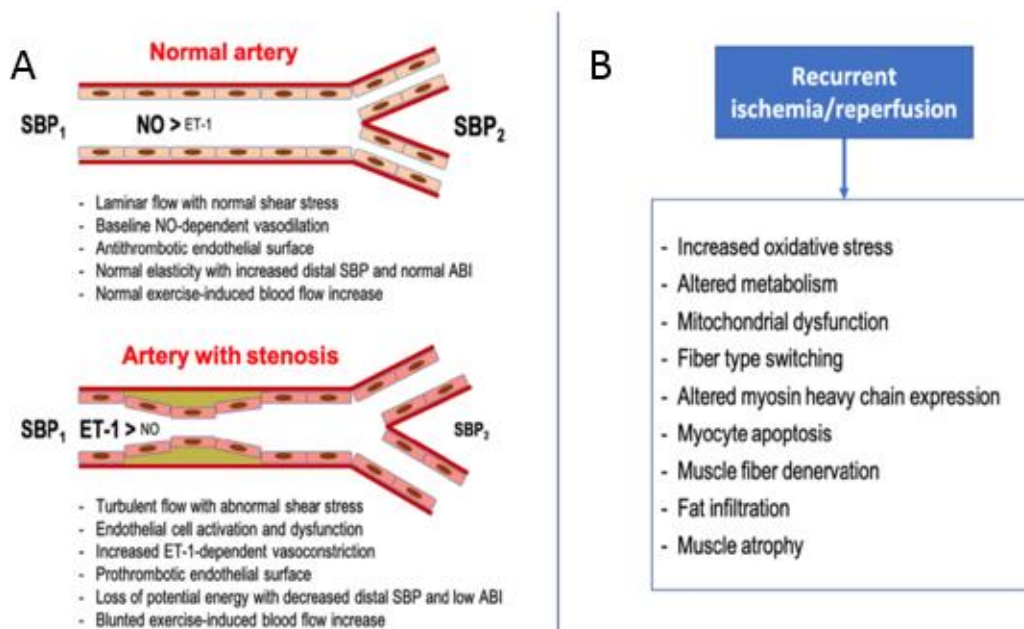 A
Normal artery
SBP₁ NO > ET-1 SBP₂
- Laminar flow with normal shear stress
- Baseline NO-dependent vasodilation
- Antithrombotic endothelial surface
- Normal elasticity with increased distal SBP and normal ABI
- Normal exercise-induced blood flow increase
Artery with stenosis
SBP₁ ET-1 > NO SBP₂
- Turbulent flow with abnormal shear stress
- Endothelial cell activation and dysfunction
- Increased ET-1-dependent vasoconstriction
- Prothrombotic endothelial surface
- Loss of potential energy with decreased distal SBP and low ABI
- Blunted exercise-induced blood flow increase
B
Recurrent
ischemia/reperfusion
- Increased oxidative stress
- Altered metabolism
- Mitochondrial dysfunction
- Fiber type switching
- Altered myosin heavy chain expression
- Myocyte apoptosis
- Muscle fiber denervation
- Fat infiltration
- Muscle atrophy